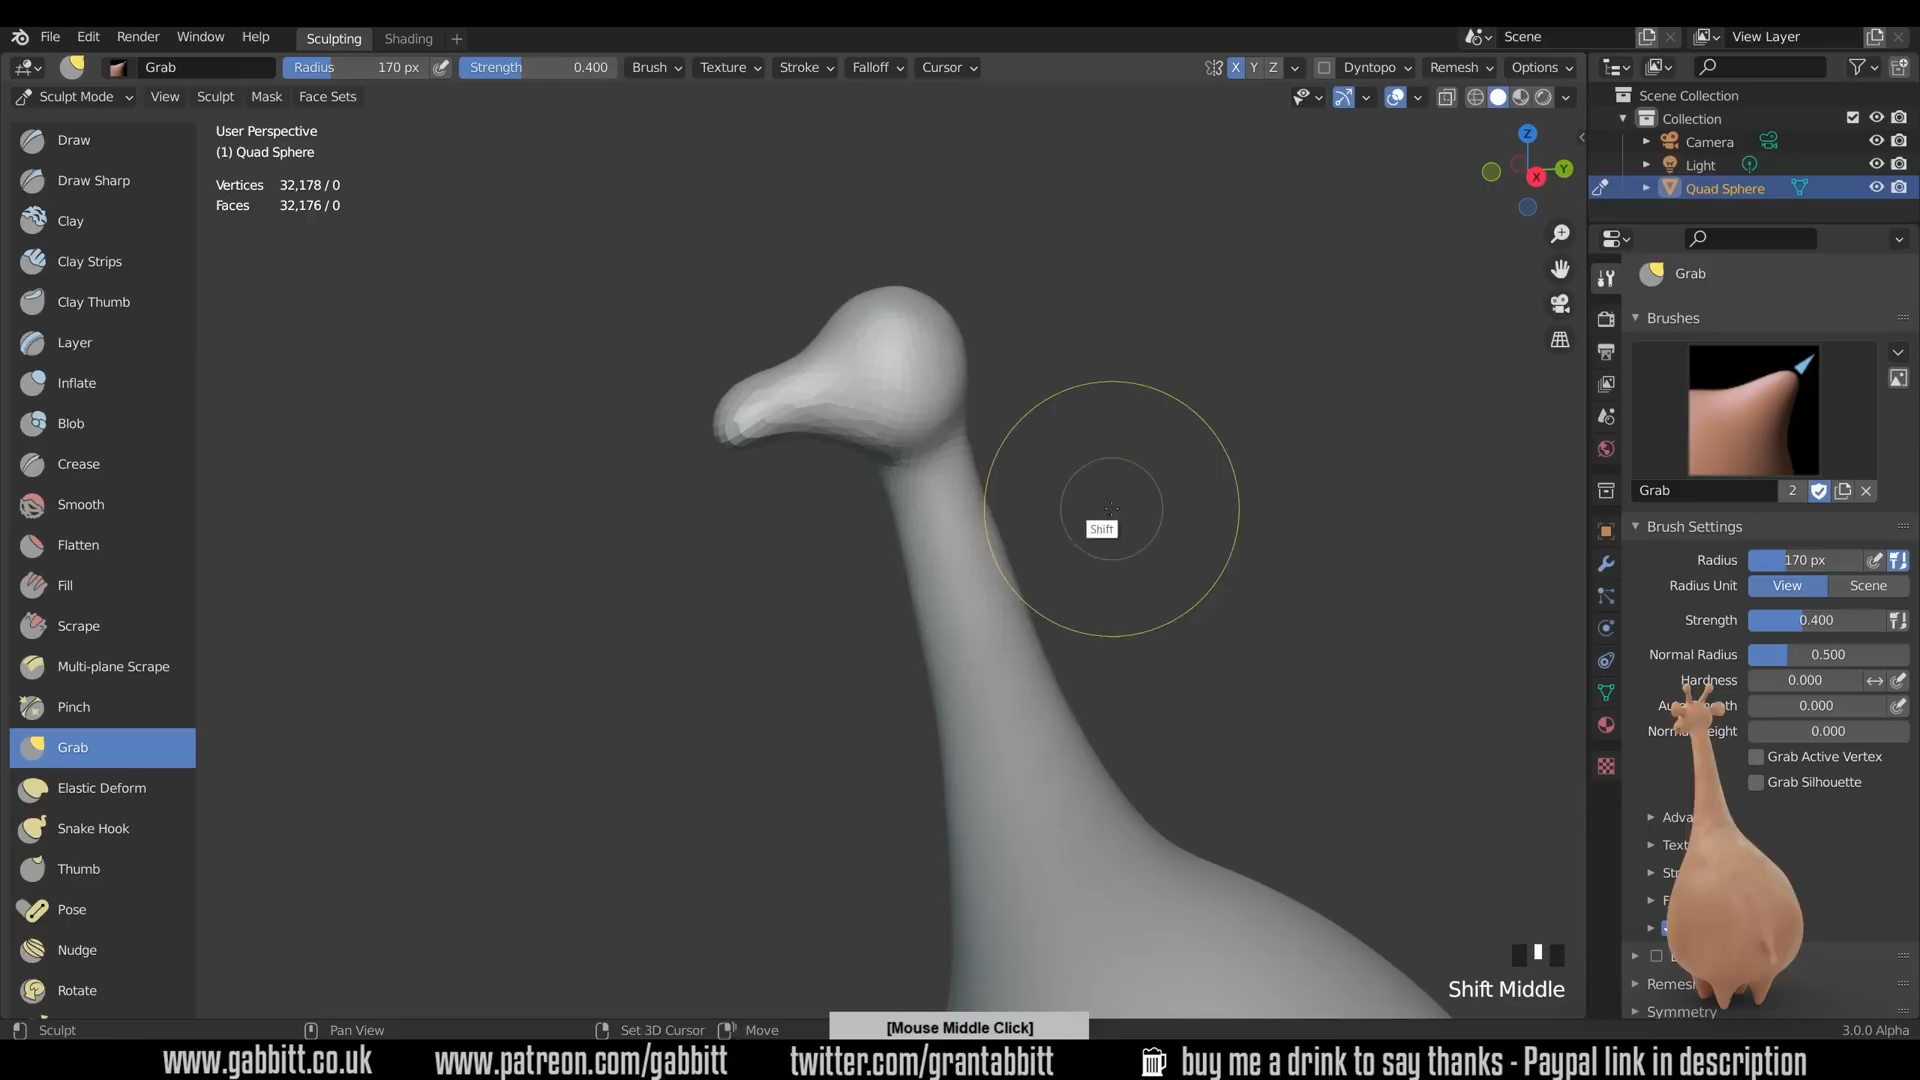 File Edit Render Window Help Sculpting Shading + Scene View Layer
Grab Radius 170 px Strength 0.400 Brush Texture Stroke Falloff Cursor X Y Z Dyntopo Remesh Options
Sculpt Mode View Sculpt Mask Face Sets
Scene Collection
Collection
Camera
Light
Quad Sphere
User Perspective
(1) Quad Sphere
Vertices 32,178 / 0
Faces 32,176 / 0
Z
Y
X
Draw
Draw Sharp
Clay
Clay Strips
Clay Thumb
Layer
Inflate
Blob
Crease
Smooth
Flatten
Fill
Scrape
Multi-plane Scrape
Pinch
Grab
Elastic Deform
Snake Hook
Thumb
Pose
Nudge
Rotate
Shift
Grab
Brushes
Grab 2
Brush Settings
Radius 170 px
Radius Unit View Scene
Strength 0.400
Normal Radius 0.500
Hardness 0.000
0.000
0.000
Grab Active Vertex
Grab Silhouette
Symmetry
Shift Middle
Sculpt Pan View Set 3D Cursor Move [Mouse Middle Click] 3.0.0 Alpha
www.gabbitt.co.uk www.patreon.com/gabbitt twitter.com/grantabbitt buy me a drink to say thanks - Paypal link in description